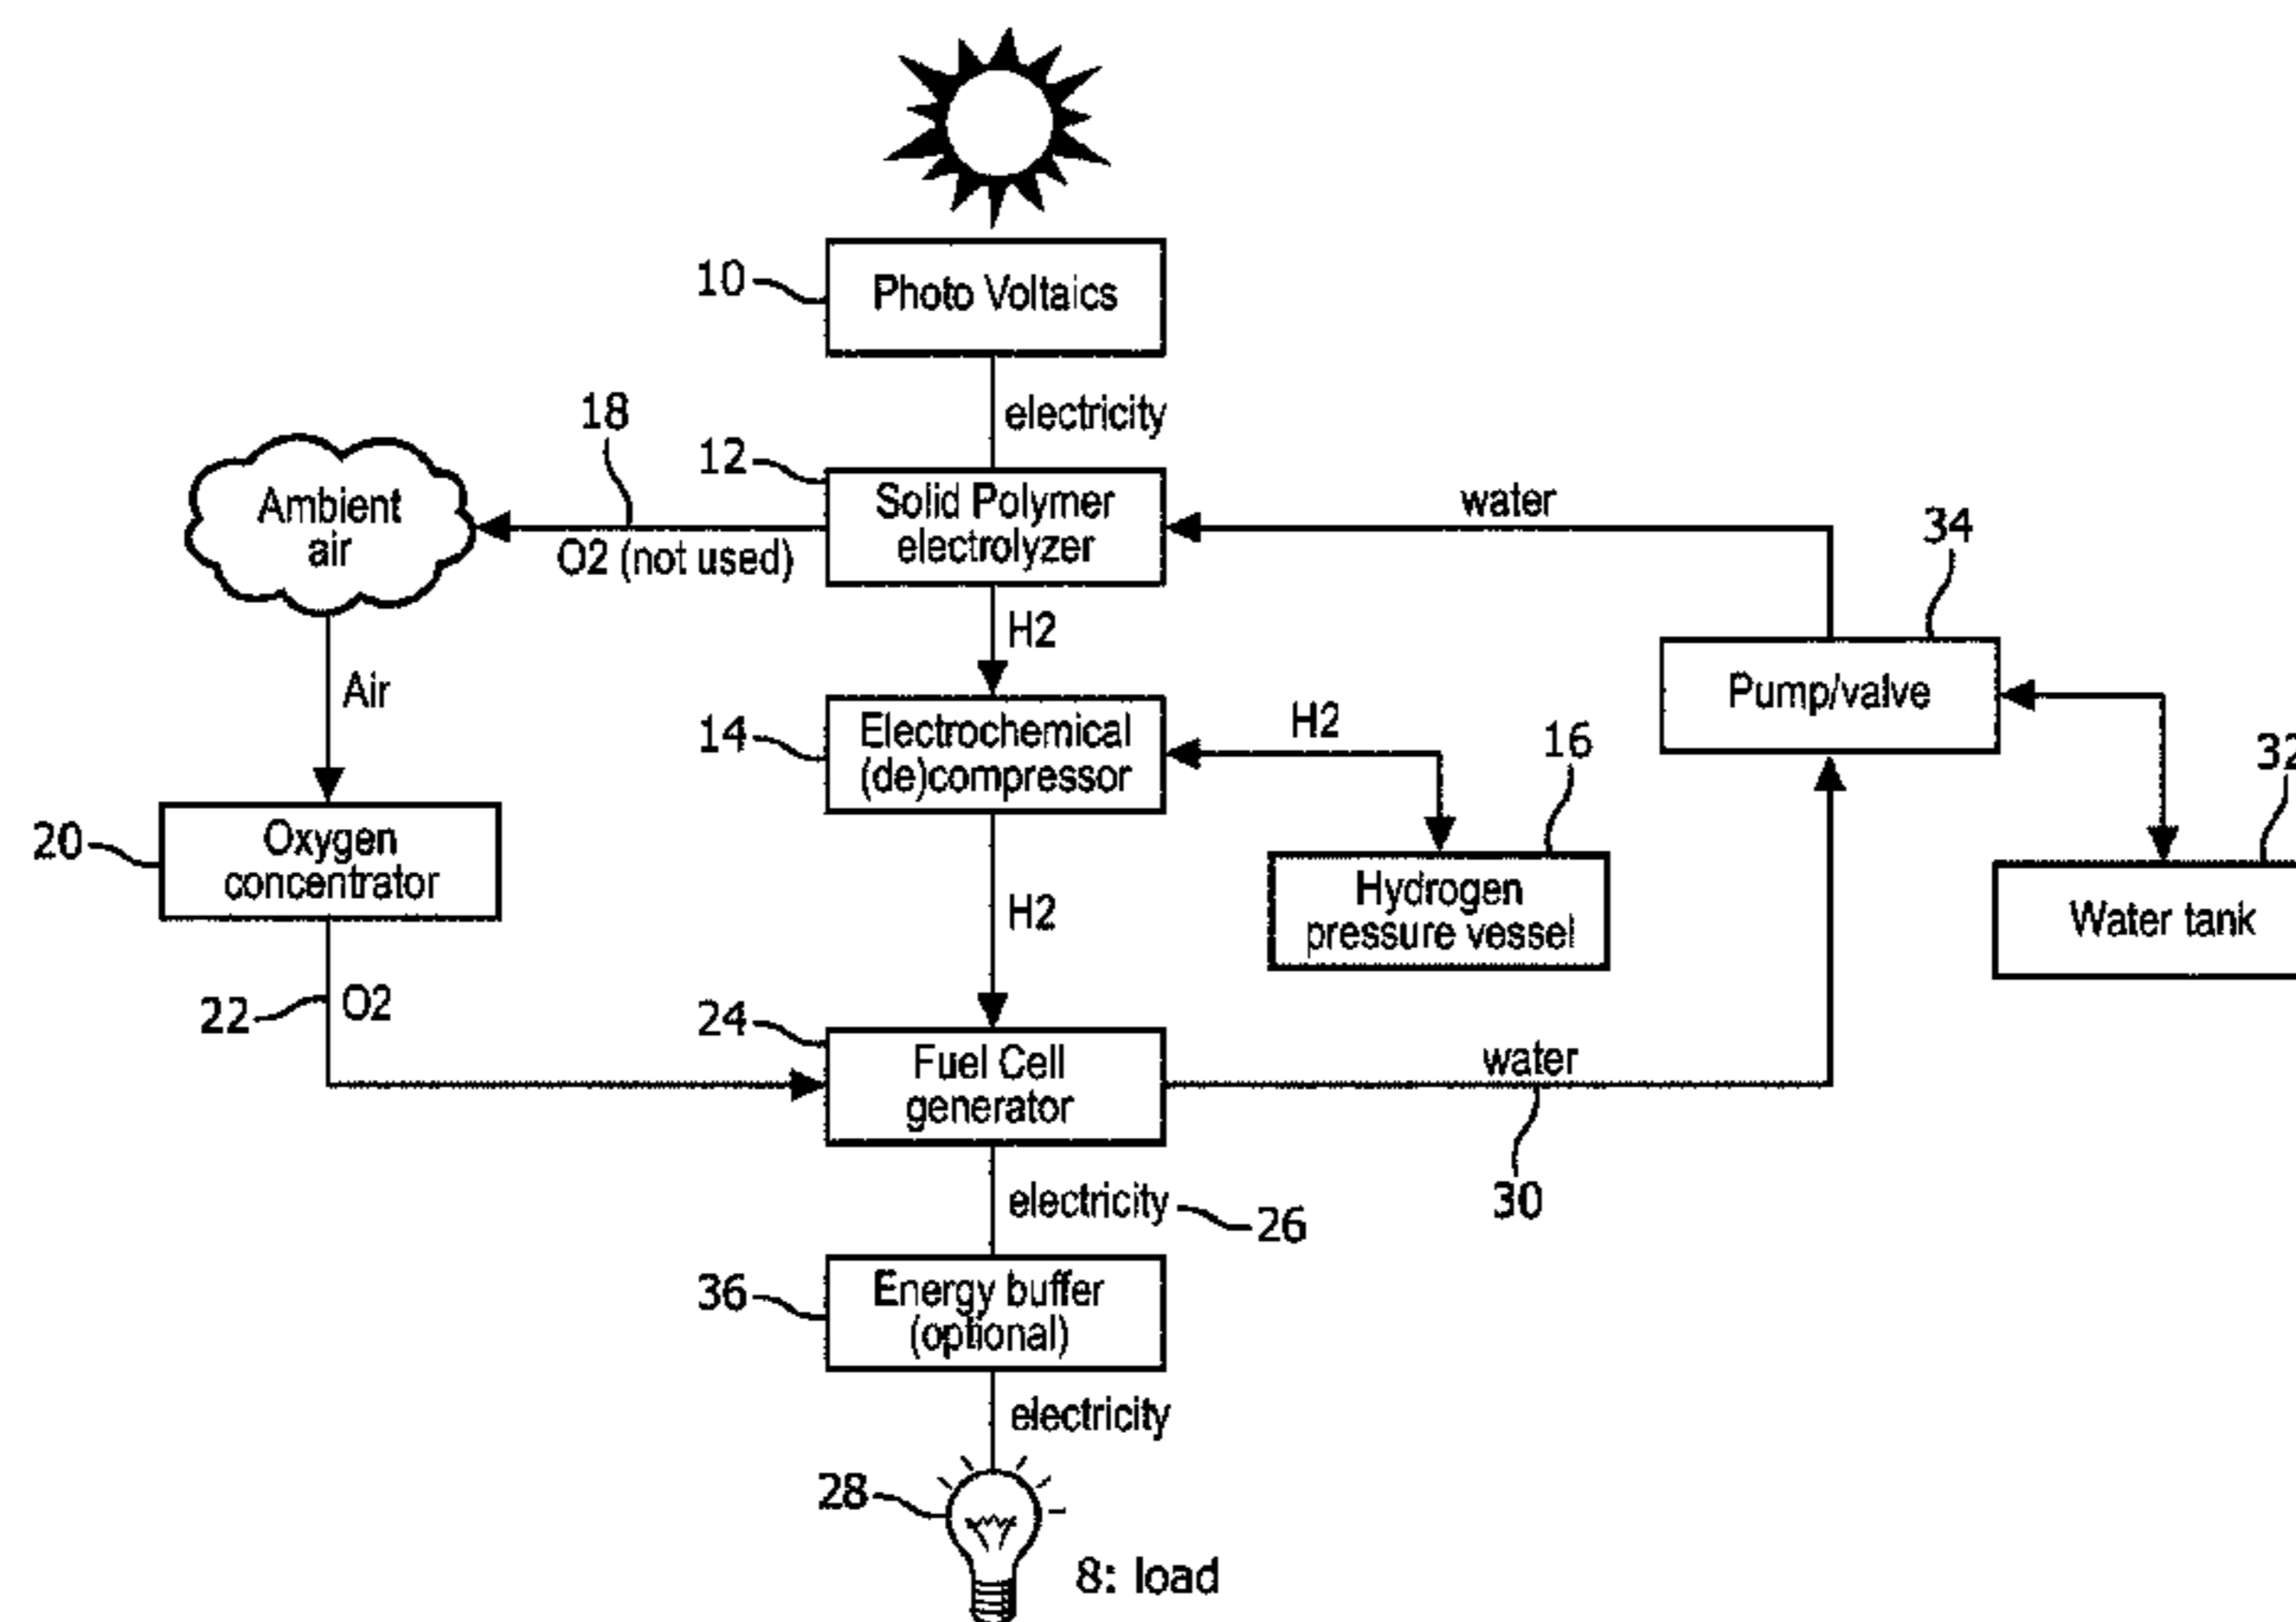 10
Photo Voltaics
electricity
18
12
Solid Polymer
electrolyzer
water
34
Ambient
air
O2 (not used)
H2
Air
Pump/valve
14
Electrochemical
(de)compressor
H2
16
32
20
Oxygen
concentrator
Hydrogen
pressure vessel
Water tank
H2
22
O2
24
Fuel Cell
generator
water
30
electricity
26
36
Energy buffer
(optional)
electricity
28
8: load